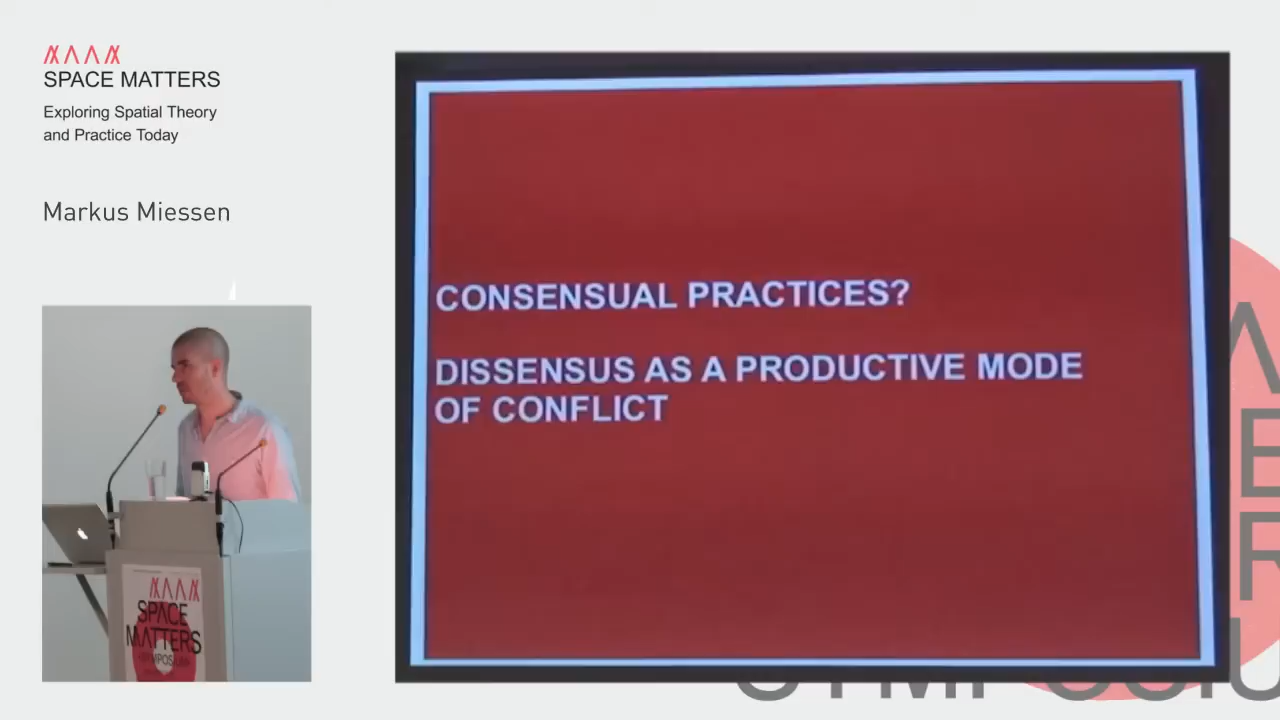 SPACE MATTERS
Exploring Spatial Theory
and Practice Today
Markus Miessen
CONSENSUAL PRACTICES?
DISSENSUS AS A PRODUCTIVE MODE
OF CONFLICT
SPACE
MATTERS
SYMPOSIUM